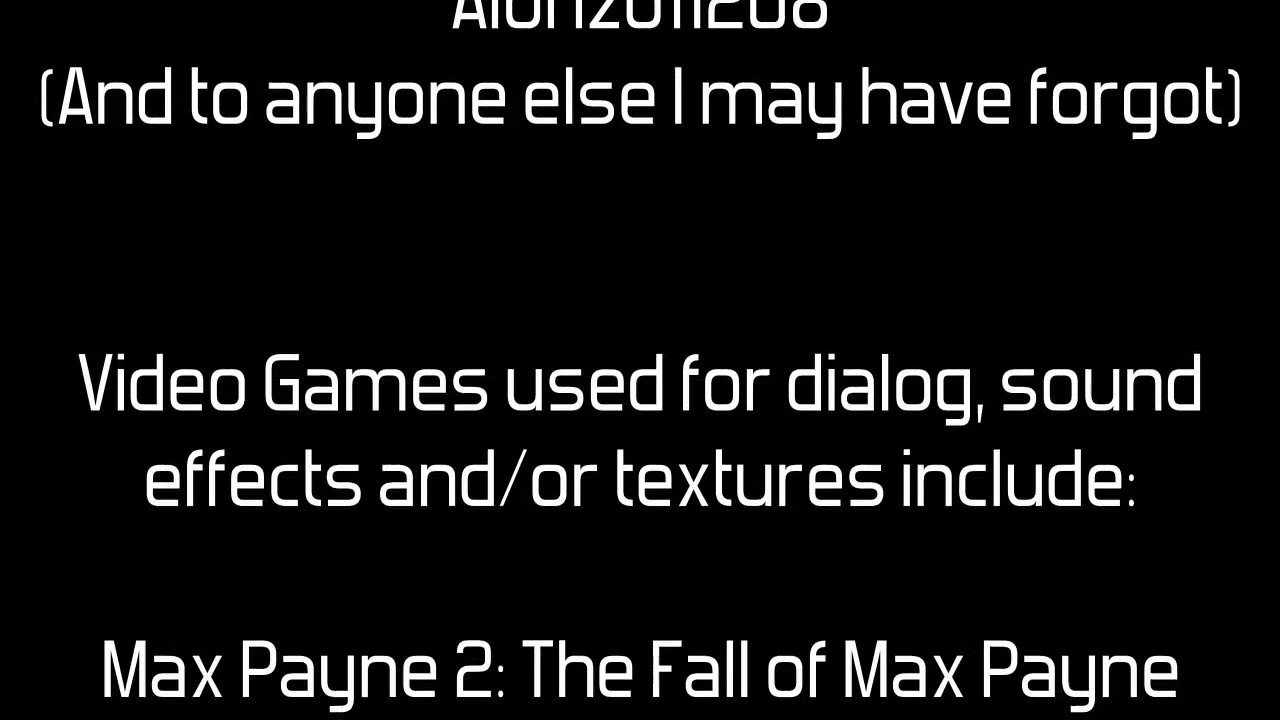 (And to anyone else I may have forgot)
Video Games used for dialog, sound
effects and/or textures include:
Max Payne 2: The Fall of Max Payne